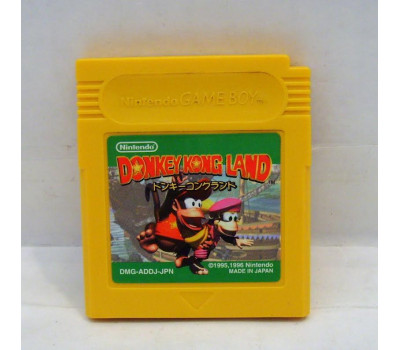 Nintendo GAME BOY
Nintendo
DONKEY KONG LAND™
ドンキーコングランド
DMG-ADDJ-JPN
©1995,1996 Nintendo
MADE IN JAPAN